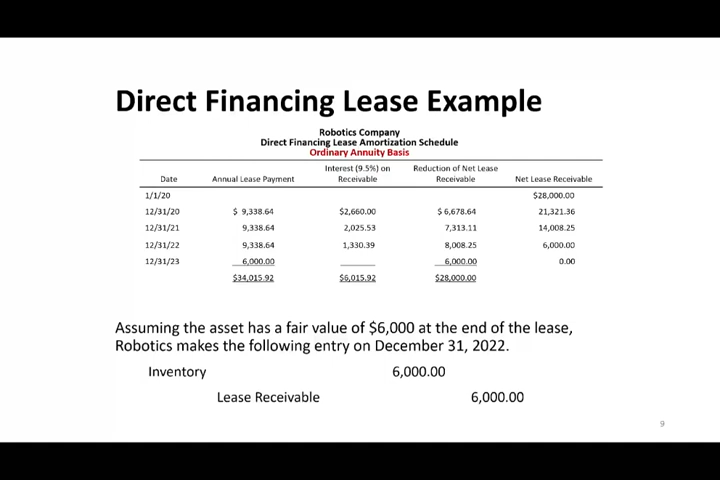 Direct Financing Lease Example
Robotics Company
Direct Financing Lease Amortization Schedule
Ordinary Annuity Basis
Date Annual Lease Payment Interest (9.5%) on Receivable Reduction of Net Lease Receivable Net Lease Receivable
1/1/20 $28,000.00
12/31/20 $ 9,338.64 $2,660.00 $ 6,678.64 21,321.36
12/31/21 9,338.64 2,025.53 7,313.11 14,008.25
12/31/22 9,338.64 1,330.39 8,008.25 6,000.00
12/31/23 6,000.00 6,000.00 0.00
$34,015.92 $6,015.92 $28,000.00
Assuming the asset has a fair value of $6,000 at the end of the lease,
Robotics makes the following entry on December 31, 2022.
Inventory 6,000.00
Lease Receivable 6,000.00
9